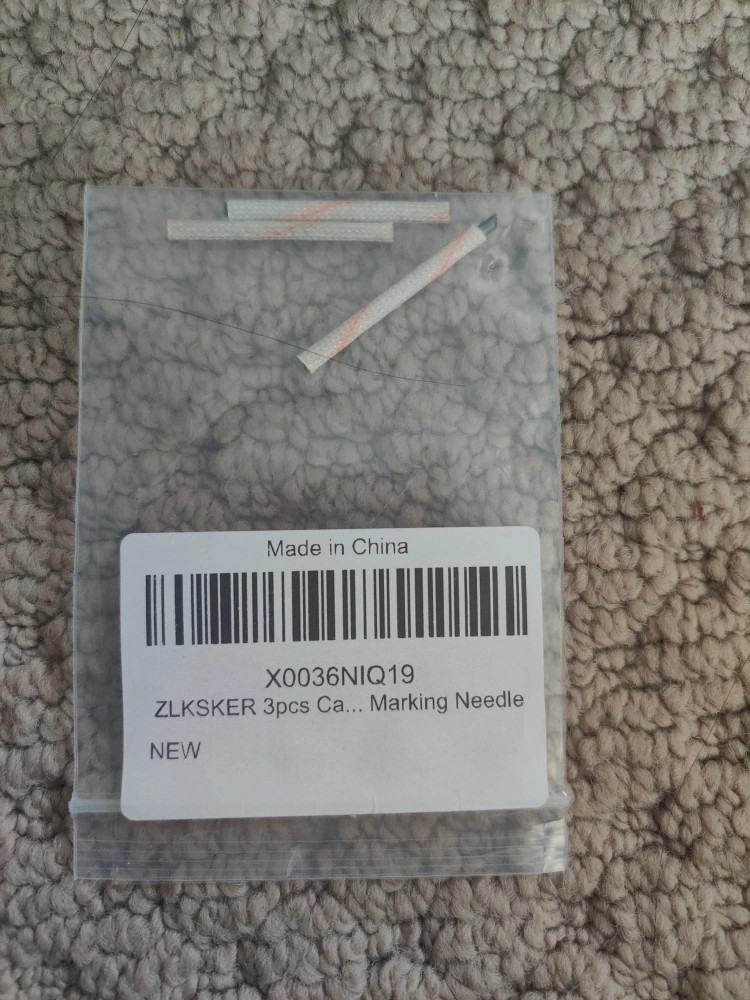 Made in China
X0036NIQ19
ZLKSKER 3pcs Ca... Marking Needle
NEW